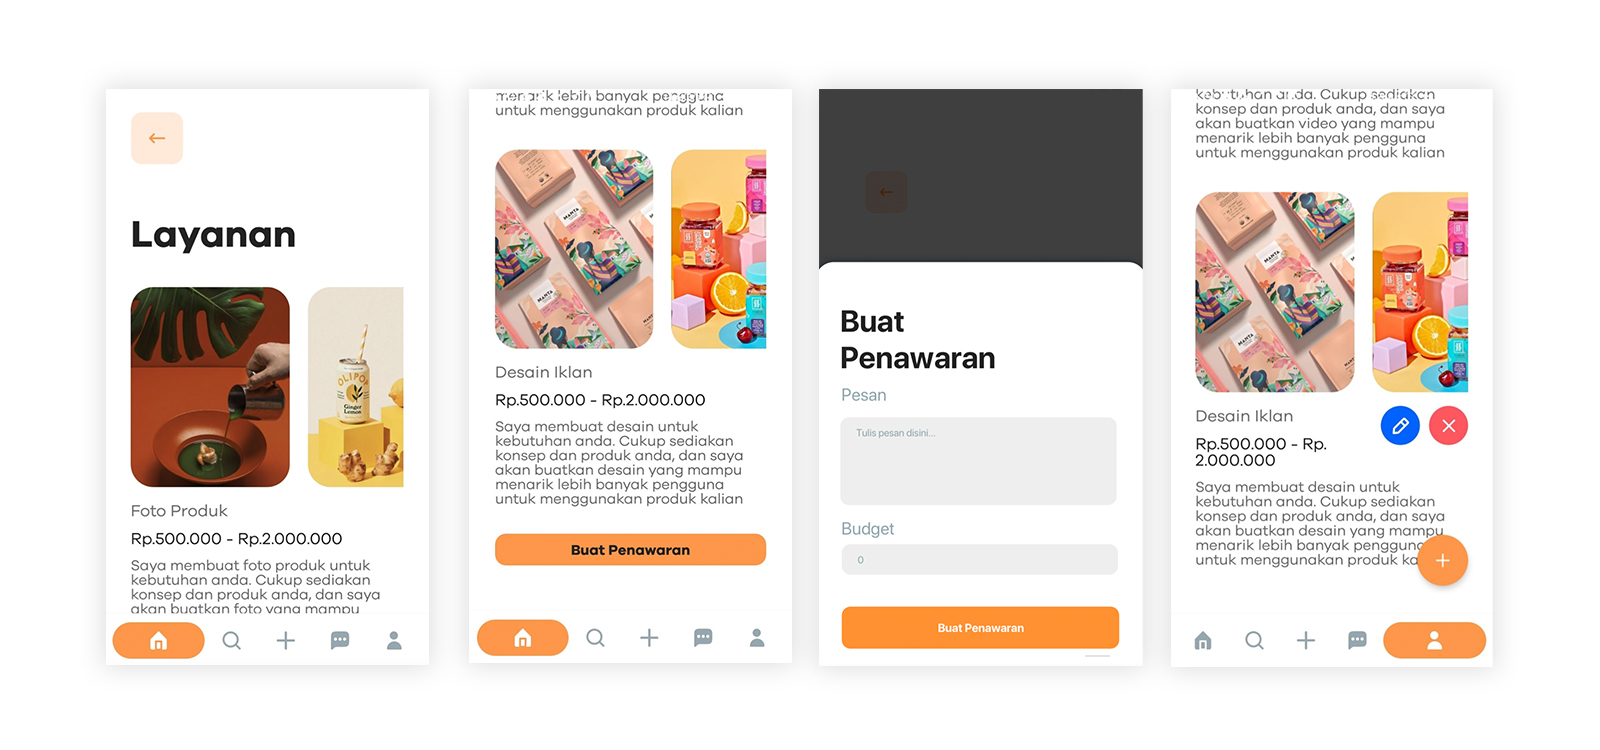 Layanan
OLIPOP
Ginger
Lemon
Foto Produk
Rp.500.000 - Rp.2.000.000
Saya membuat foto produk untuk
kebutuhan anda. Cukup sediakan
konsep dan produk anda, dan saya
akan buatkan foto yang mampu
menarik lebih banyak pengguna
untuk menggunakan produk kalian
MANTA
MANTA
Desain Iklan
Rp.500.000 - Rp.2.000.000
Saya membuat desain untuk
kebutuhan anda. Cukup sediakan
konsep dan produk anda, dan saya
akan buatkan desain yang mampu
menarik lebih banyak pengguna
untuk menggunakan produk kalian
Buat Penawaran
Buat
Penawaran
Pesan
Tulis pesan disini...
Budget
0
Buat Penawaran
kebutuhan anda. Cukup sediakan
konsep dan produk anda, dan saya
akan buatkan video yang mampu
menarik lebih banyak pengguna
untuk menggunakan produk kalian
MANTA
MANTA
Desain Iklan
Rp.500.000 - Rp.
2.000.000
Saya membuat desain untuk
kebutuhan anda. Cukup sediakan
konsep dan produk anda, dan saya
akan buatkan desain yang mampu
menarik lebih banyak pengguna
untuk menggunakan produk ka